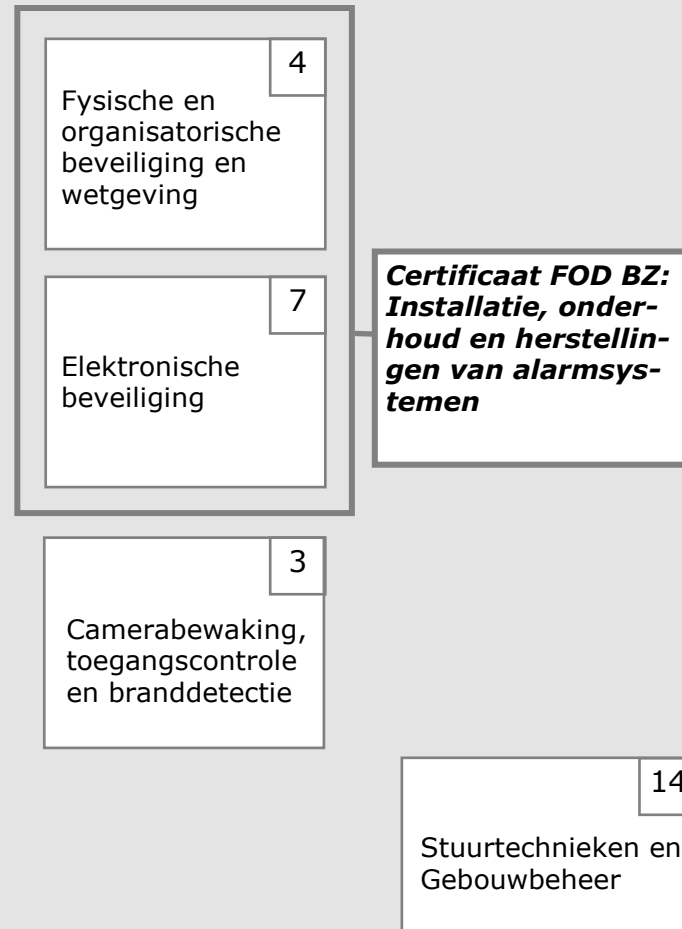 4
Fysische en
organisatorische
beveiliging en
wetgeving
7
Elektronische
beveiliging
Certificaat FOD BZ:
Installatie, onder-
houd en herstellin-
gen van alarmsys-
temen
3
Camerabewaking,
toegangscontrole
en branddetectie
14
Stuurtechnieken en
Gebouwbeheer